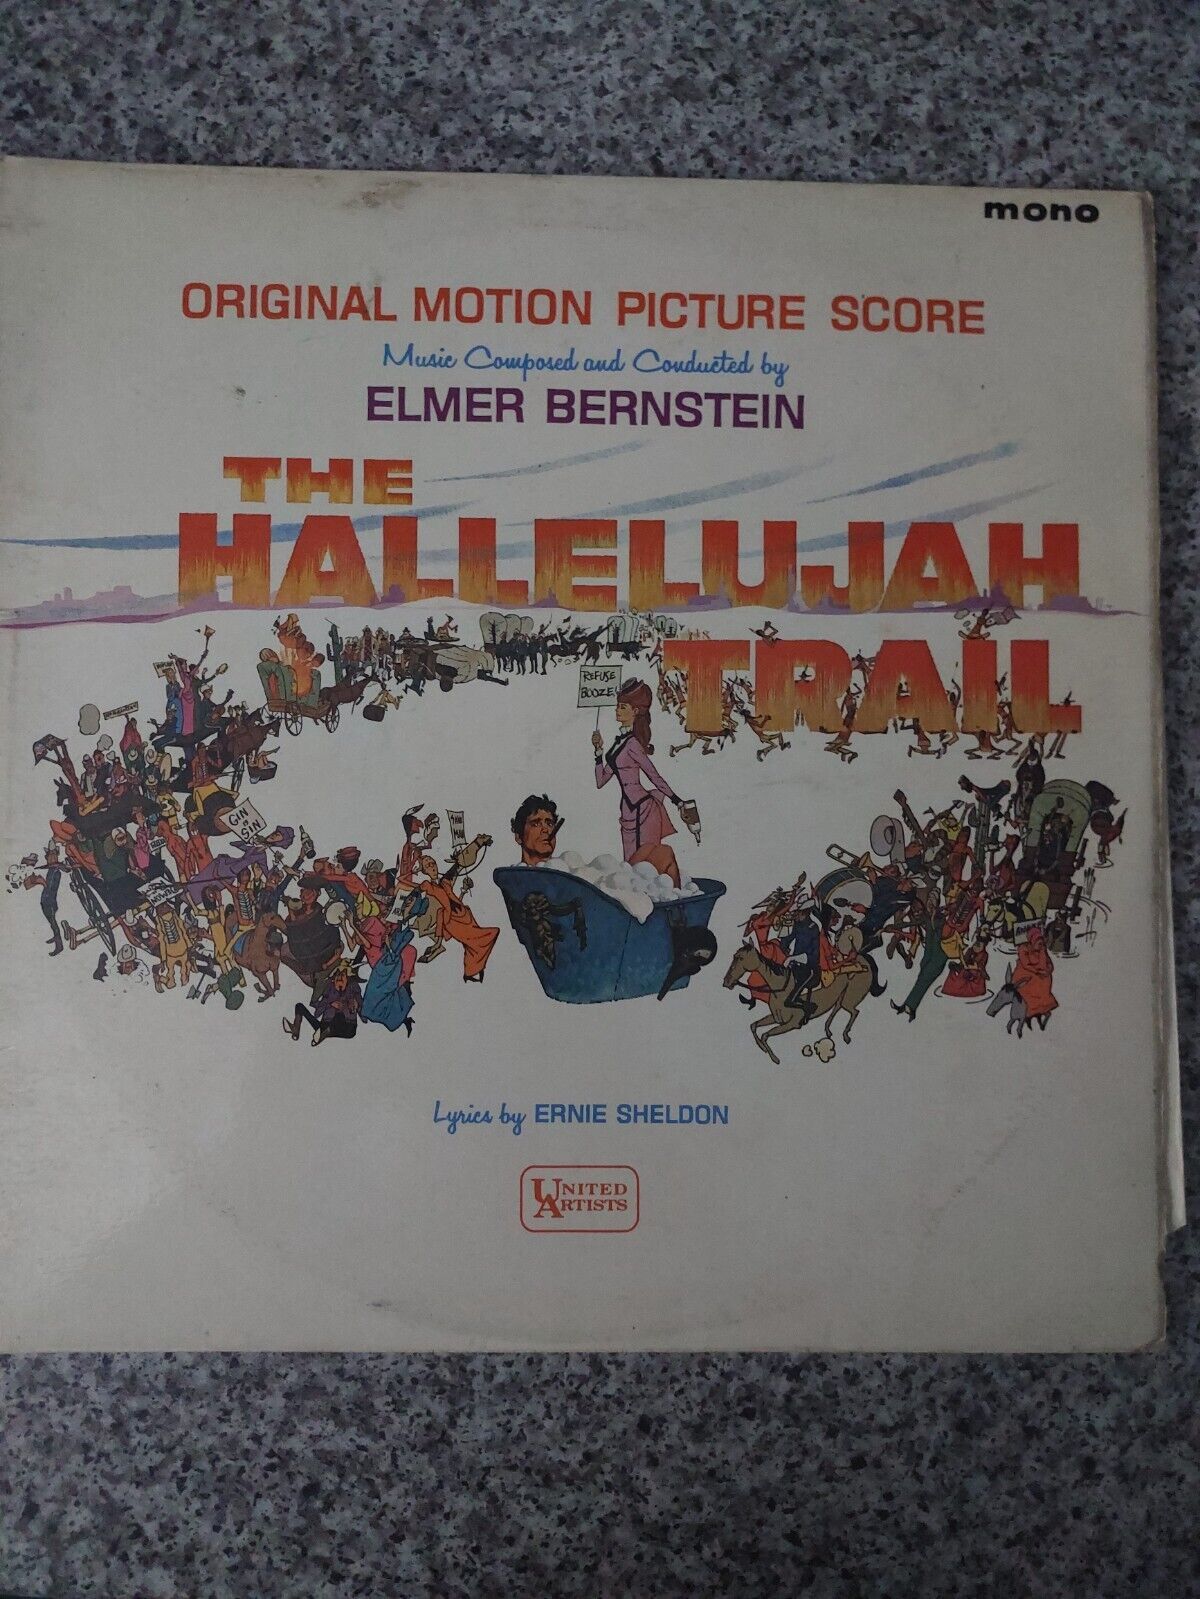 mono
ORIGINAL MOTION PICTURE SCORE
Music Composed and Conducted by
ELMER BERNSTEIN
THE
HALLELUJAH
TRAIL
REFUSE
BOOZE!
GIN
is
SIN
Lyrics by ERNIE SHELDON
UNITED
ARTISTS